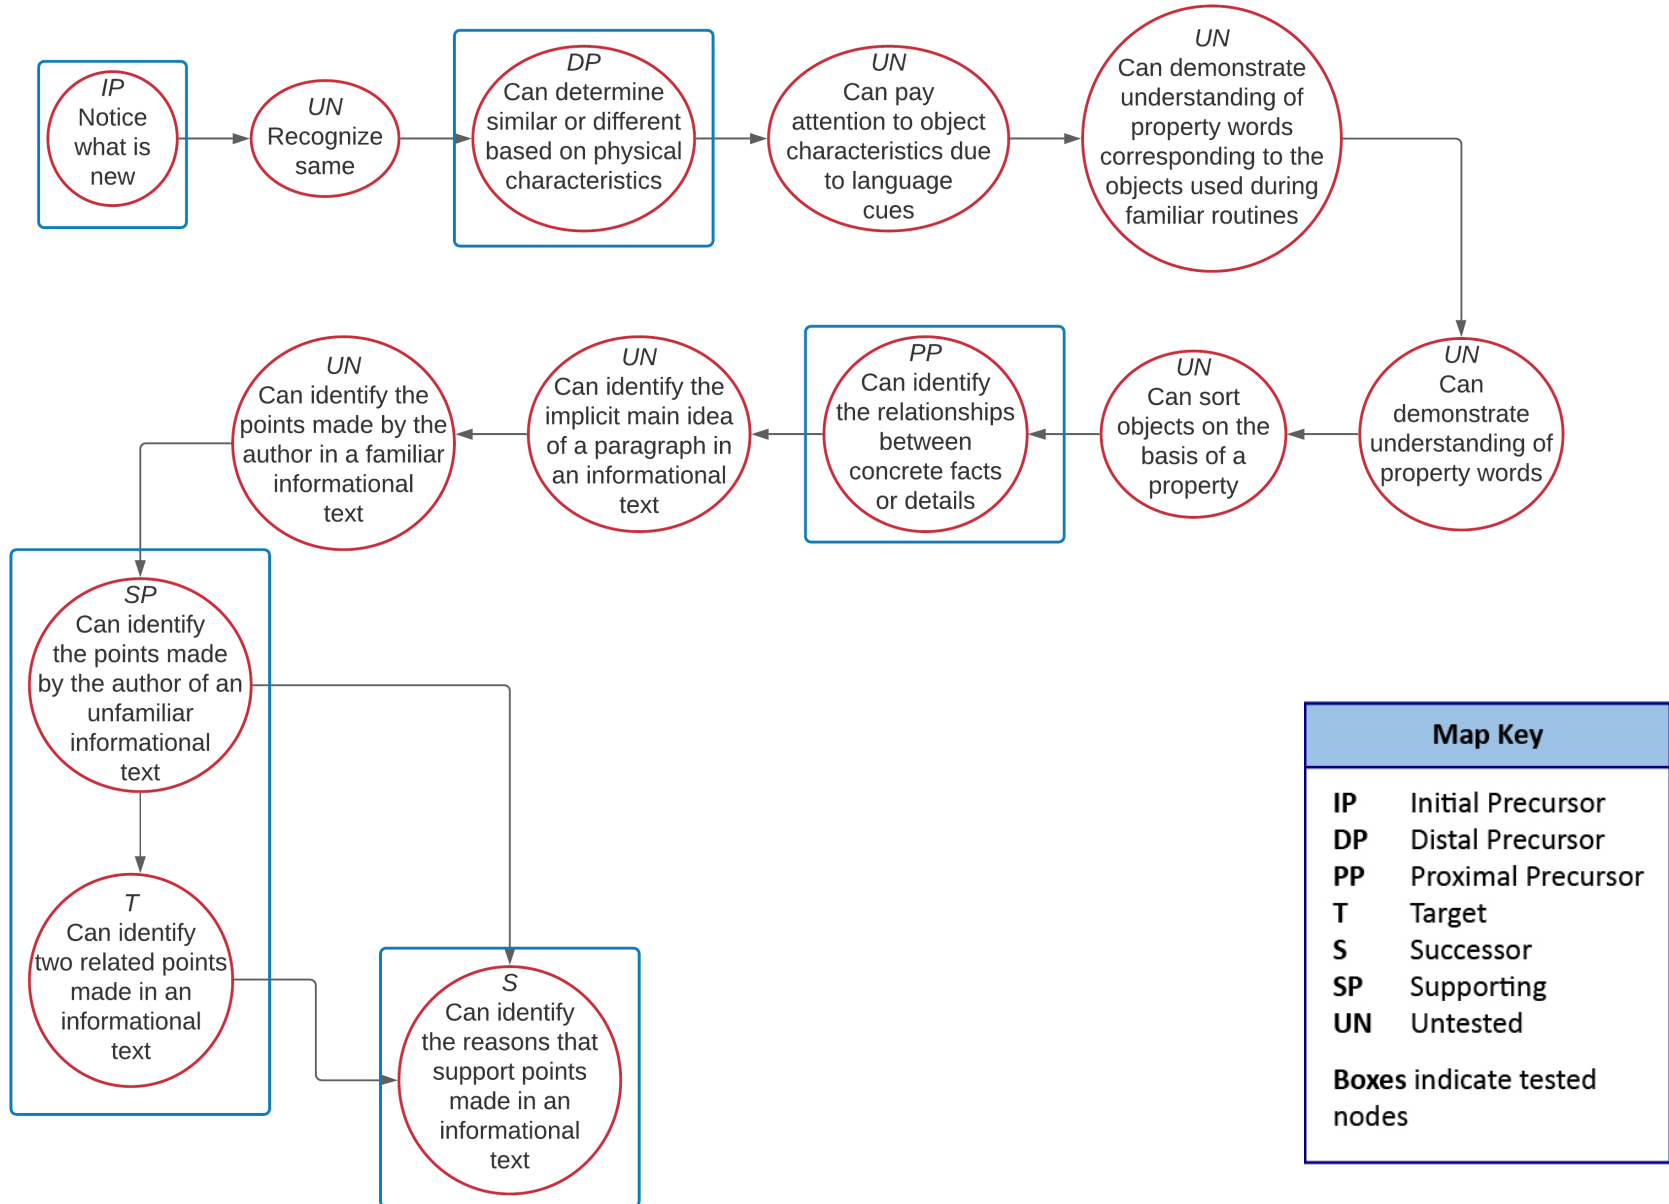 IP
Notice
what is
new
UN
Recognize
same
DP
Can determine
similar or different
based on physical
characteristics
UN
Can pay
attention to object
characteristics due
to language
cues
UN
Can demonstrate
understanding of
property words
corresponding to the
objects used during
familiar routines
UN
Can
demonstrate
understanding of
property words
UN
Can sort
objects on the
basis of a
property
PP
Can identify
the relationships
between
concrete facts
or details
UN
Can identify the
implicit main idea
of a paragraph in
an informational
text
UN
Can identify the
points made by the
author in a familiar
informational
text
SP
Can identify
the points made
by the author of an
unfamiliar
informational
text
T
Can identify
two related points
made in an
informational
text
S
Can identify
the reasons that
support points
made in an
informational
text
Map Key
IP Initial Precursor
DP Distal Precursor
PP Proximal Precursor
T Target
S Successor
SP Supporting
UN Untested
Boxes indicate tested
nodes